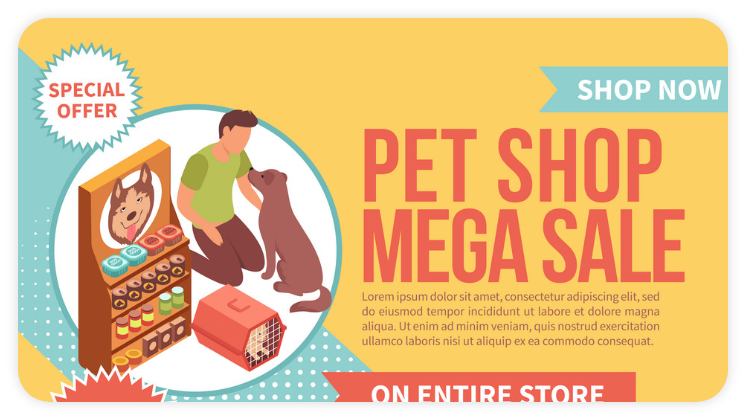 SPECIAL
OFFER
SHOP NOW
PET SHOP
MEGA SALE
Lorem ipsum dolor sit amet, consectetur adipiscing elit, sed
do eiusmod tempor incididunt ut labore et dolore magna
aliqua. Ut enim ad minim veniam, quis nostrud exercitation
ullamco laboris nisi ut aliquip ex ea commodo consequat.
ON ENTIRE STORE